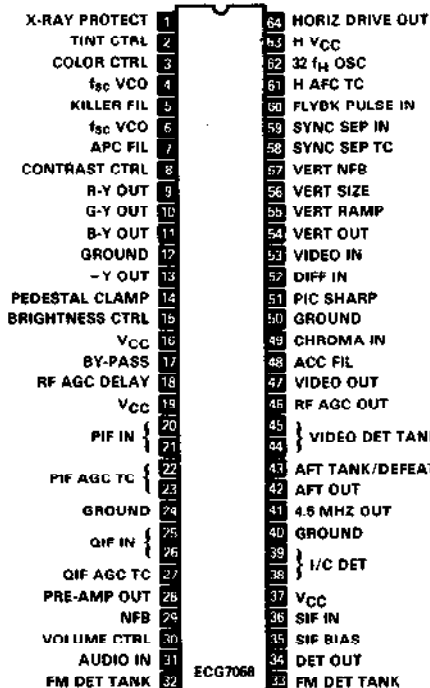 X-RAY PROTECT 1 64 HORIZ DRIVE OUT
TINT CTRL 2 63 H VCC
COLOR CTRL 3 62 32 fH OSC
fSC VCO 4 61 H AFC TC
KILLER FIL 5 60 FLYBK PULSE IN
fSC VCO 6 59 SYNC SEP IN
APC FIL 7 58 SYNC SEP TC
CONTRAST CTRL 8 57 VERT NFB
R-Y OUT 9 56 VERT SIZE
G-Y OUT 10 55 VERT RAMP
B-Y OUT 11 54 VERT OUT
GROUND 12 53 VIDEO IN
-Y OUT 13 52 DIFF IN
PEDESTAL CLAMP 14 51 PIC SHARP
BRIGHTNESS CTRL 15 50 GROUND
VCC 16 49 CHROMA IN
BY-PASS 17 48 ACC FIL
RF AGC DELAY 18 47 VIDEO OUT
VCC 19 46 RF AGC OUT
PIF IN { 20 21 45 44 } VIDEO DET TANK
PIF AGC TC { 22 23 43 AFT TANK/DEFEAT
42 AFT OUT
GROUND 24 41 4.5 MHZ OUT
QIF IN { 25 26 40 GROUND
39 38 } I/C DET
QIF AGC TC 27
PRE-AMP OUT 28 37 VCC
NFB 29 36 SIF IN
VOLUME CTRL 30 35 SIF BIAS
AUDIO IN 31 34 DET OUT
FM DET TANK 32 33 FM DET TANK
ECG7068